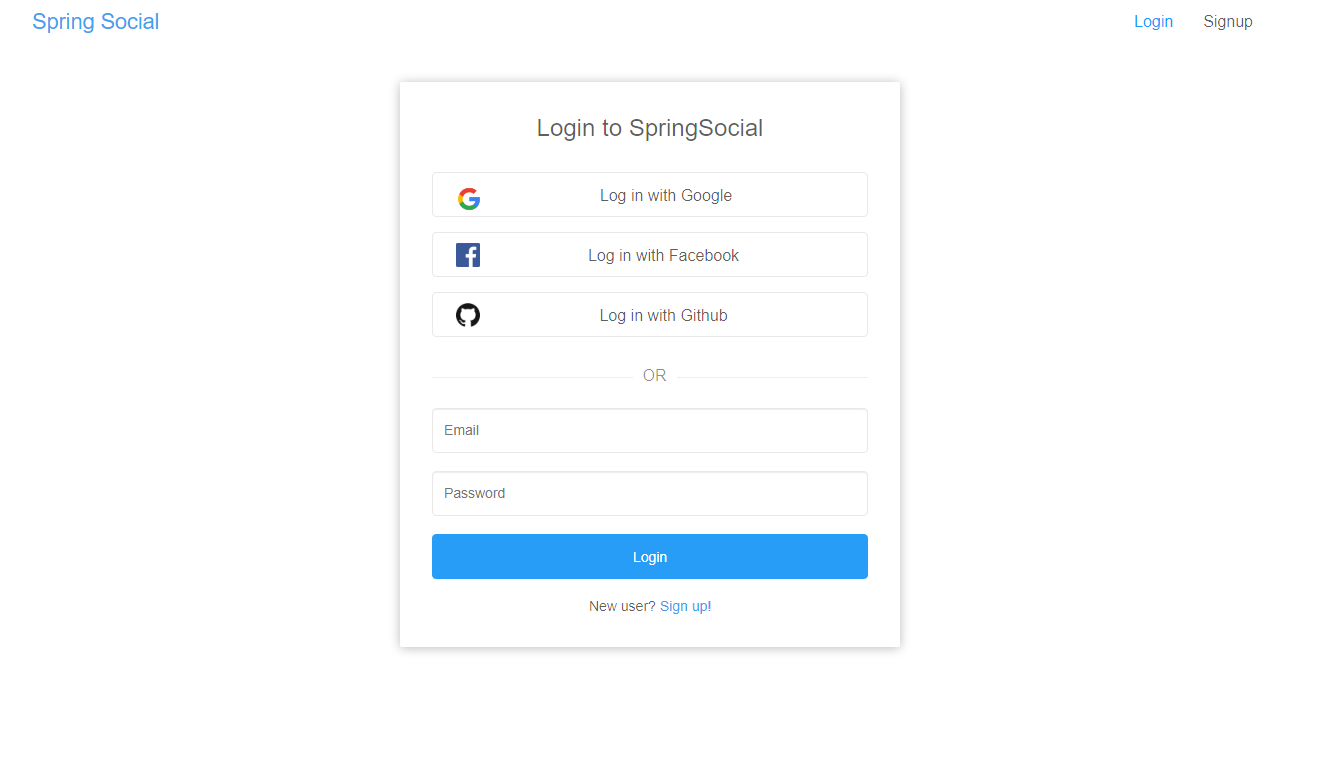 Spring Social
Login
Signup
Login to SpringSocial
Log in with Google
Log in with Facebook
Log in with Github
OR
Email
Password
Login
New user? Sign up!